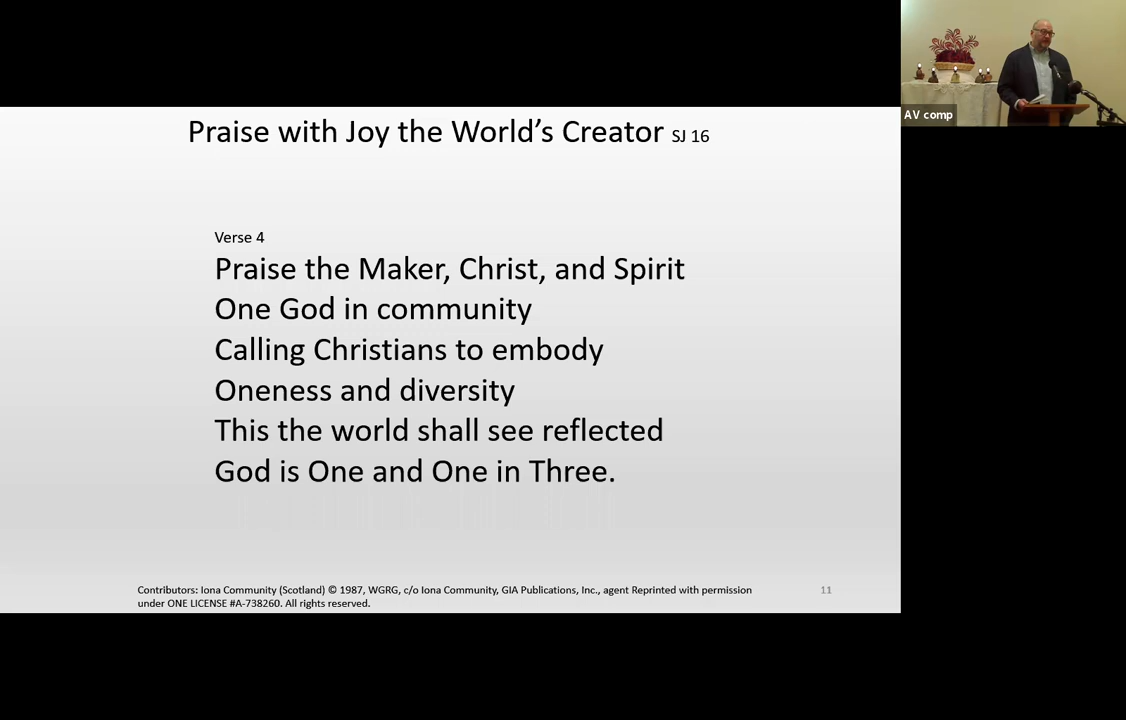 Praise with Joy the World's Creator SJ 16
AV comp
Verse 4
Praise the Maker, Christ, and Spirit
One God in community
Calling Christians to embody
Oneness and diversity
This the world shall see reflected
God is One and One in Three.
Contributors: Iona Community (Scotland) © 1987, WGRG, c/o Iona Community, GIA Publications, Inc., agent Reprinted with permission
under ONE LICENSE #A-738260. All rights reserved.
11